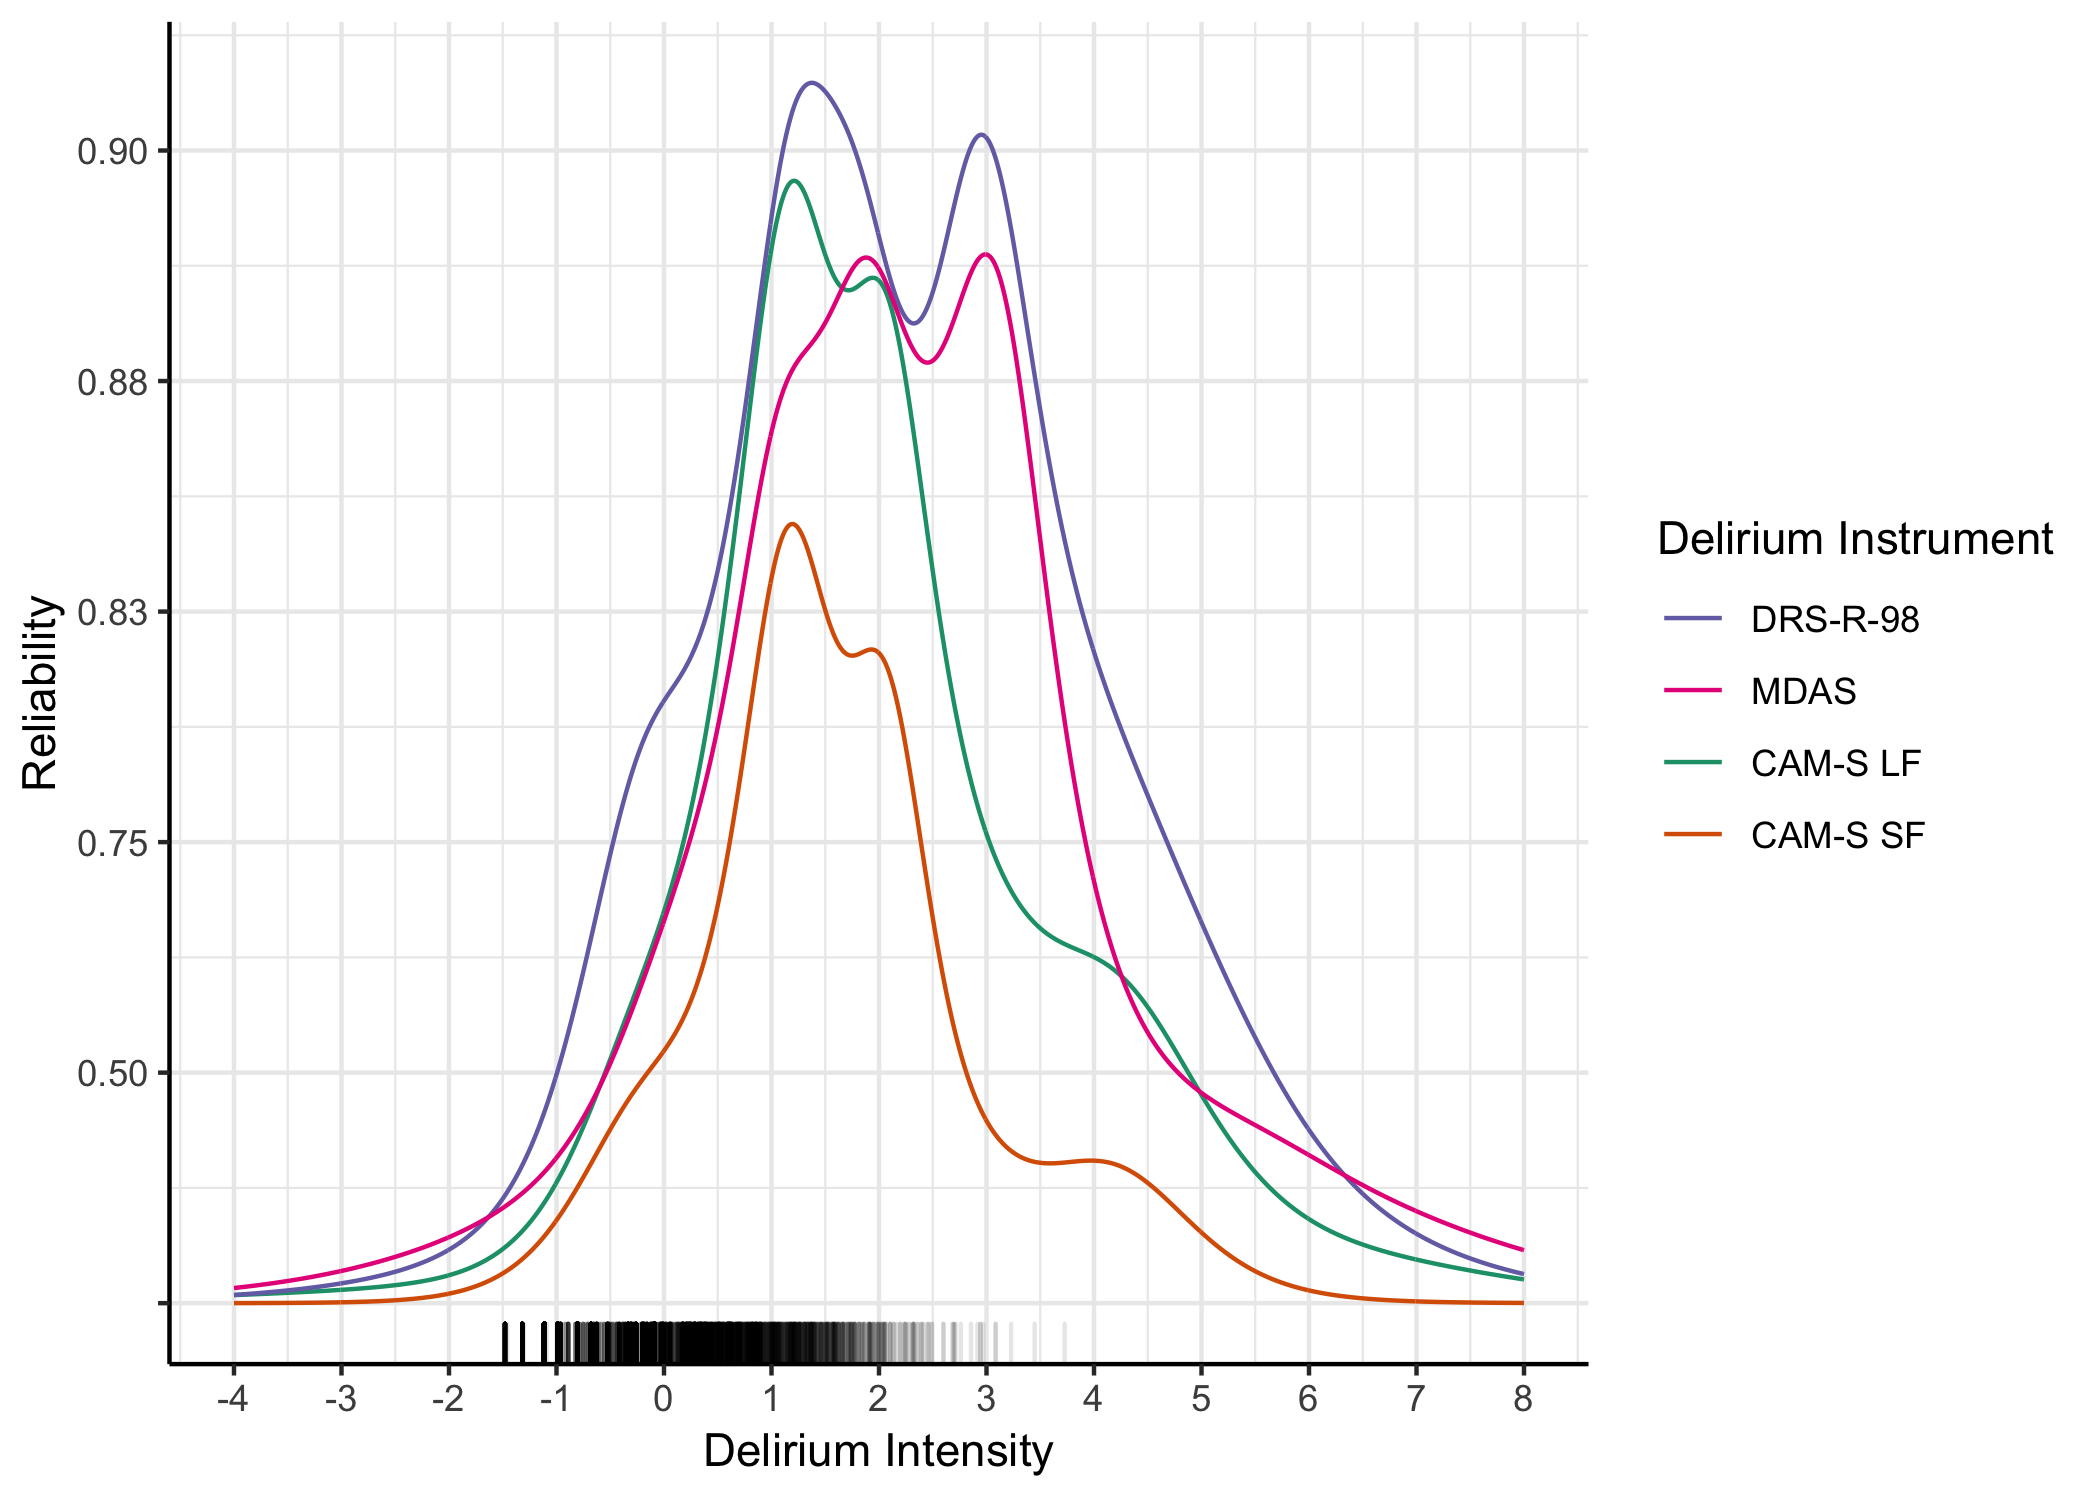 0.90
0.88
0.83
0.75
0.50
Reliability
-4 -3 -2 -1 0 1 2 3 4 5 6 7 8
Delirium Intensity
Delirium Instrument
DRS-R-98
MDAS
CAM-S LF
CAM-S SF